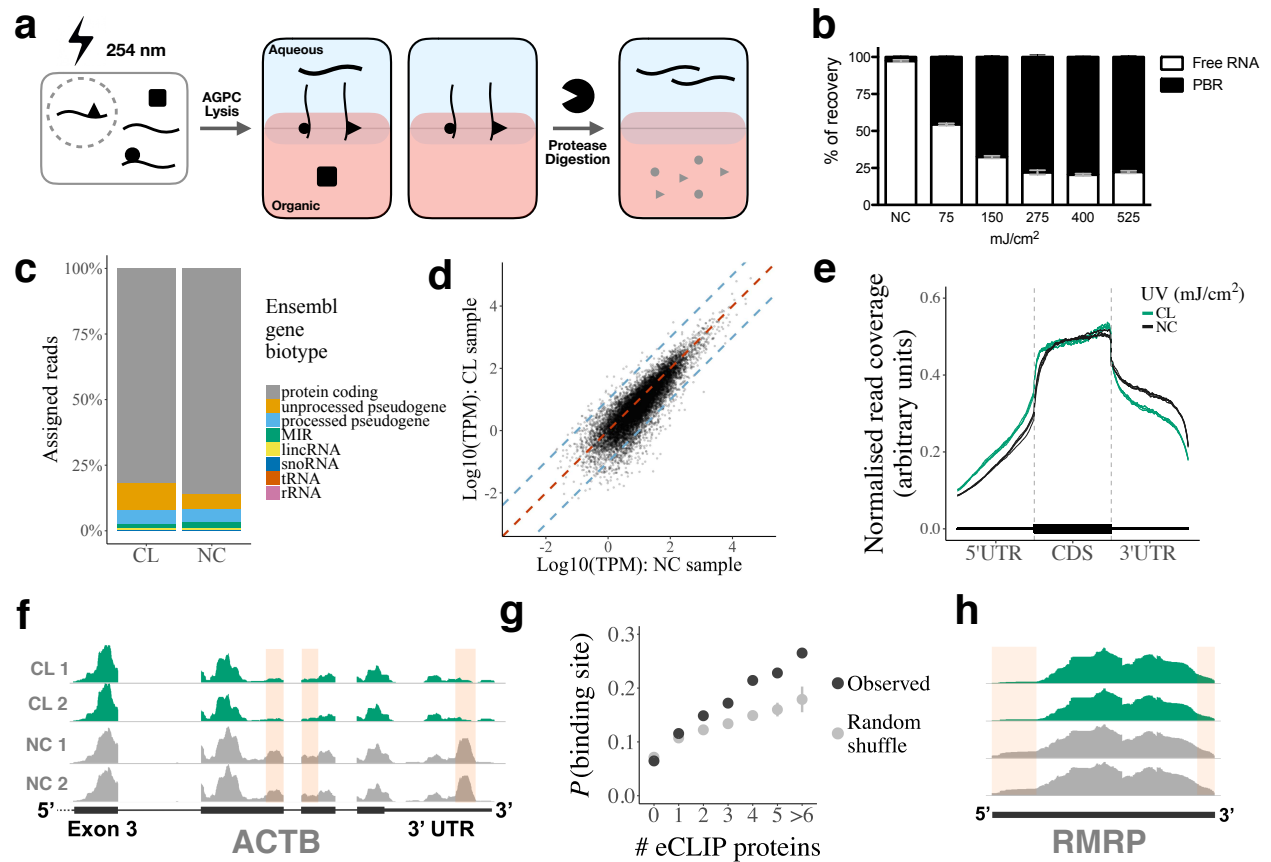 a
254 nm
AGPC
Lysis
Aqueous
Organic
Protease
Digestion
b
% of recovery
100
75
50
25
0
NC 75 150 275 400 525
mJ/cm²
Free RNA
PBR
c
Assigned reads
100%
75%
50%
25%
0%
CL NC
Ensembl
gene
biotype
protein coding
unprocessed pseudogene
processed pseudogene
MIR
lincRNA
snoRNA
tRNA
rRNA
d
Log10(TPM): CL sample
4
2
0
-2
-2 0 2 4
Log10(TPM): NC sample
e
Normalised read coverage
(arbitrary units)
0.6
0.4
0.2
0.0
5'UTR CDS 3'UTR
UV (mJ/cm²)
CL
NC
f
CL 1
CL 2
NC 1
NC 2
5’ 3’
Exon 3 3’ UTR
ACTB
g
P(binding site)
0.3
0.2
0.1
0.0
0 1 2 3 4 5 >6
# eCLIP proteins
Observed
Random
shuffle
h
5’ 3’
RMRP